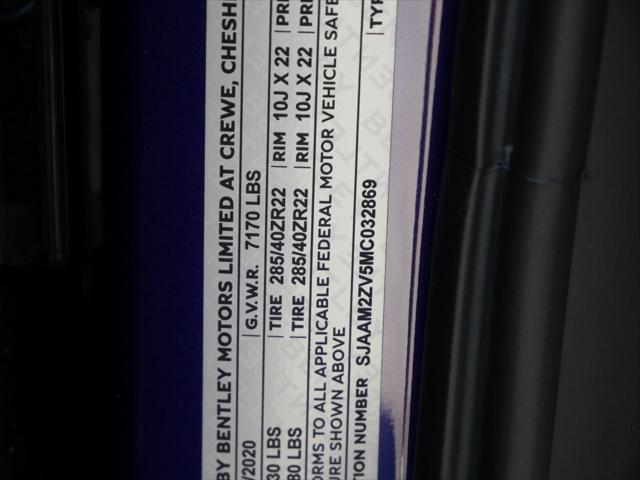 BY BENTLEY MOTORS LIMITED AT CREWE, CHESH
/2020 G.V.W.R. 7170 LBS
30 LBS TIRE 285/40ZR22 RIM 10J X 22 PRE
80 LBS TIRE 285/40ZR22 RIM 10J X 22 PRE
ORMS TO ALL APPLICABLE FEDERAL MOTOR VEHICLE SAFE
URE SHOWN ABOVE
TION NUMBER SJAAM2ZV5MC032869 TYP